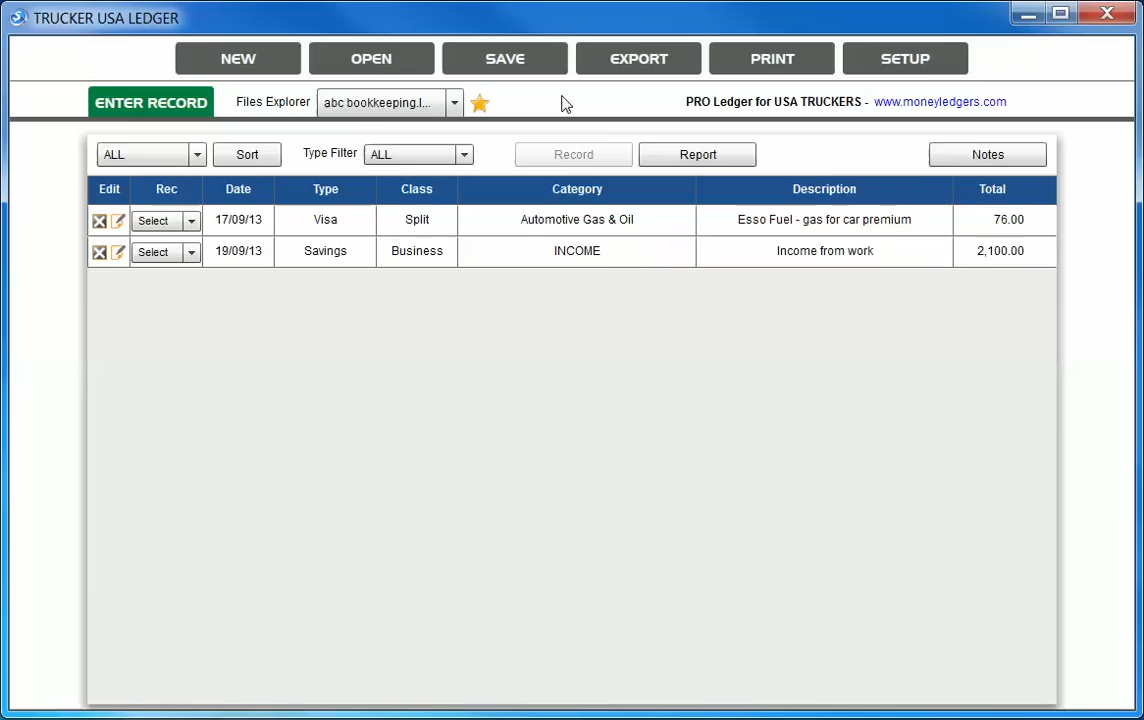 TRUCKER USA LEDGER
NEW OPEN SAVE EXPORT PRINT SETUP
ENTER RECORD Files Explorer abc bookkeeping.l... PRO Ledger for USA TRUCKERS - www.moneyledgers.com
ALL Sort Type Filter ALL Record Report Notes
Edit Rec Date Type Class Category Description Total
Select 17/09/13 Visa Split Automotive Gas & Oil Esso Fuel - gas for car premium 76.00
Select 19/09/13 Savings Business INCOME Income from work 2,100.00